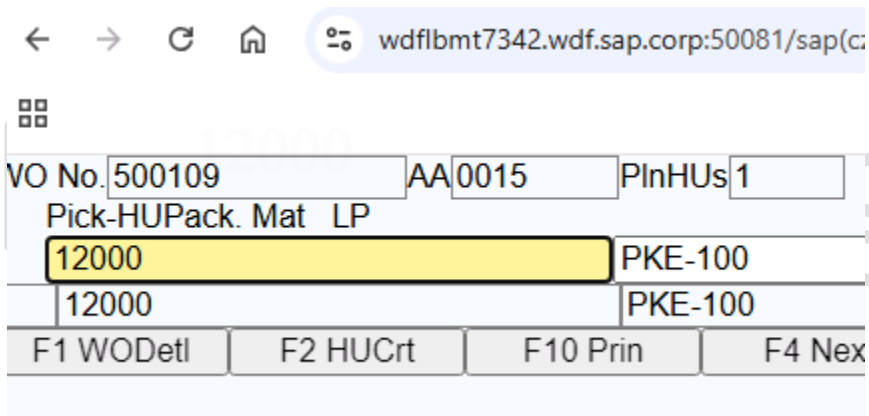 wdflbmt7342.wdf.sap.corp:50081/sap(
WO No. 500109 AA 0015 PlnHUs 1
Pick-HUPack. Mat LP
12000 PKE-100
12000 PKE-100
F1 WODetl F2 HUCrt F10 Prin F4 Nex